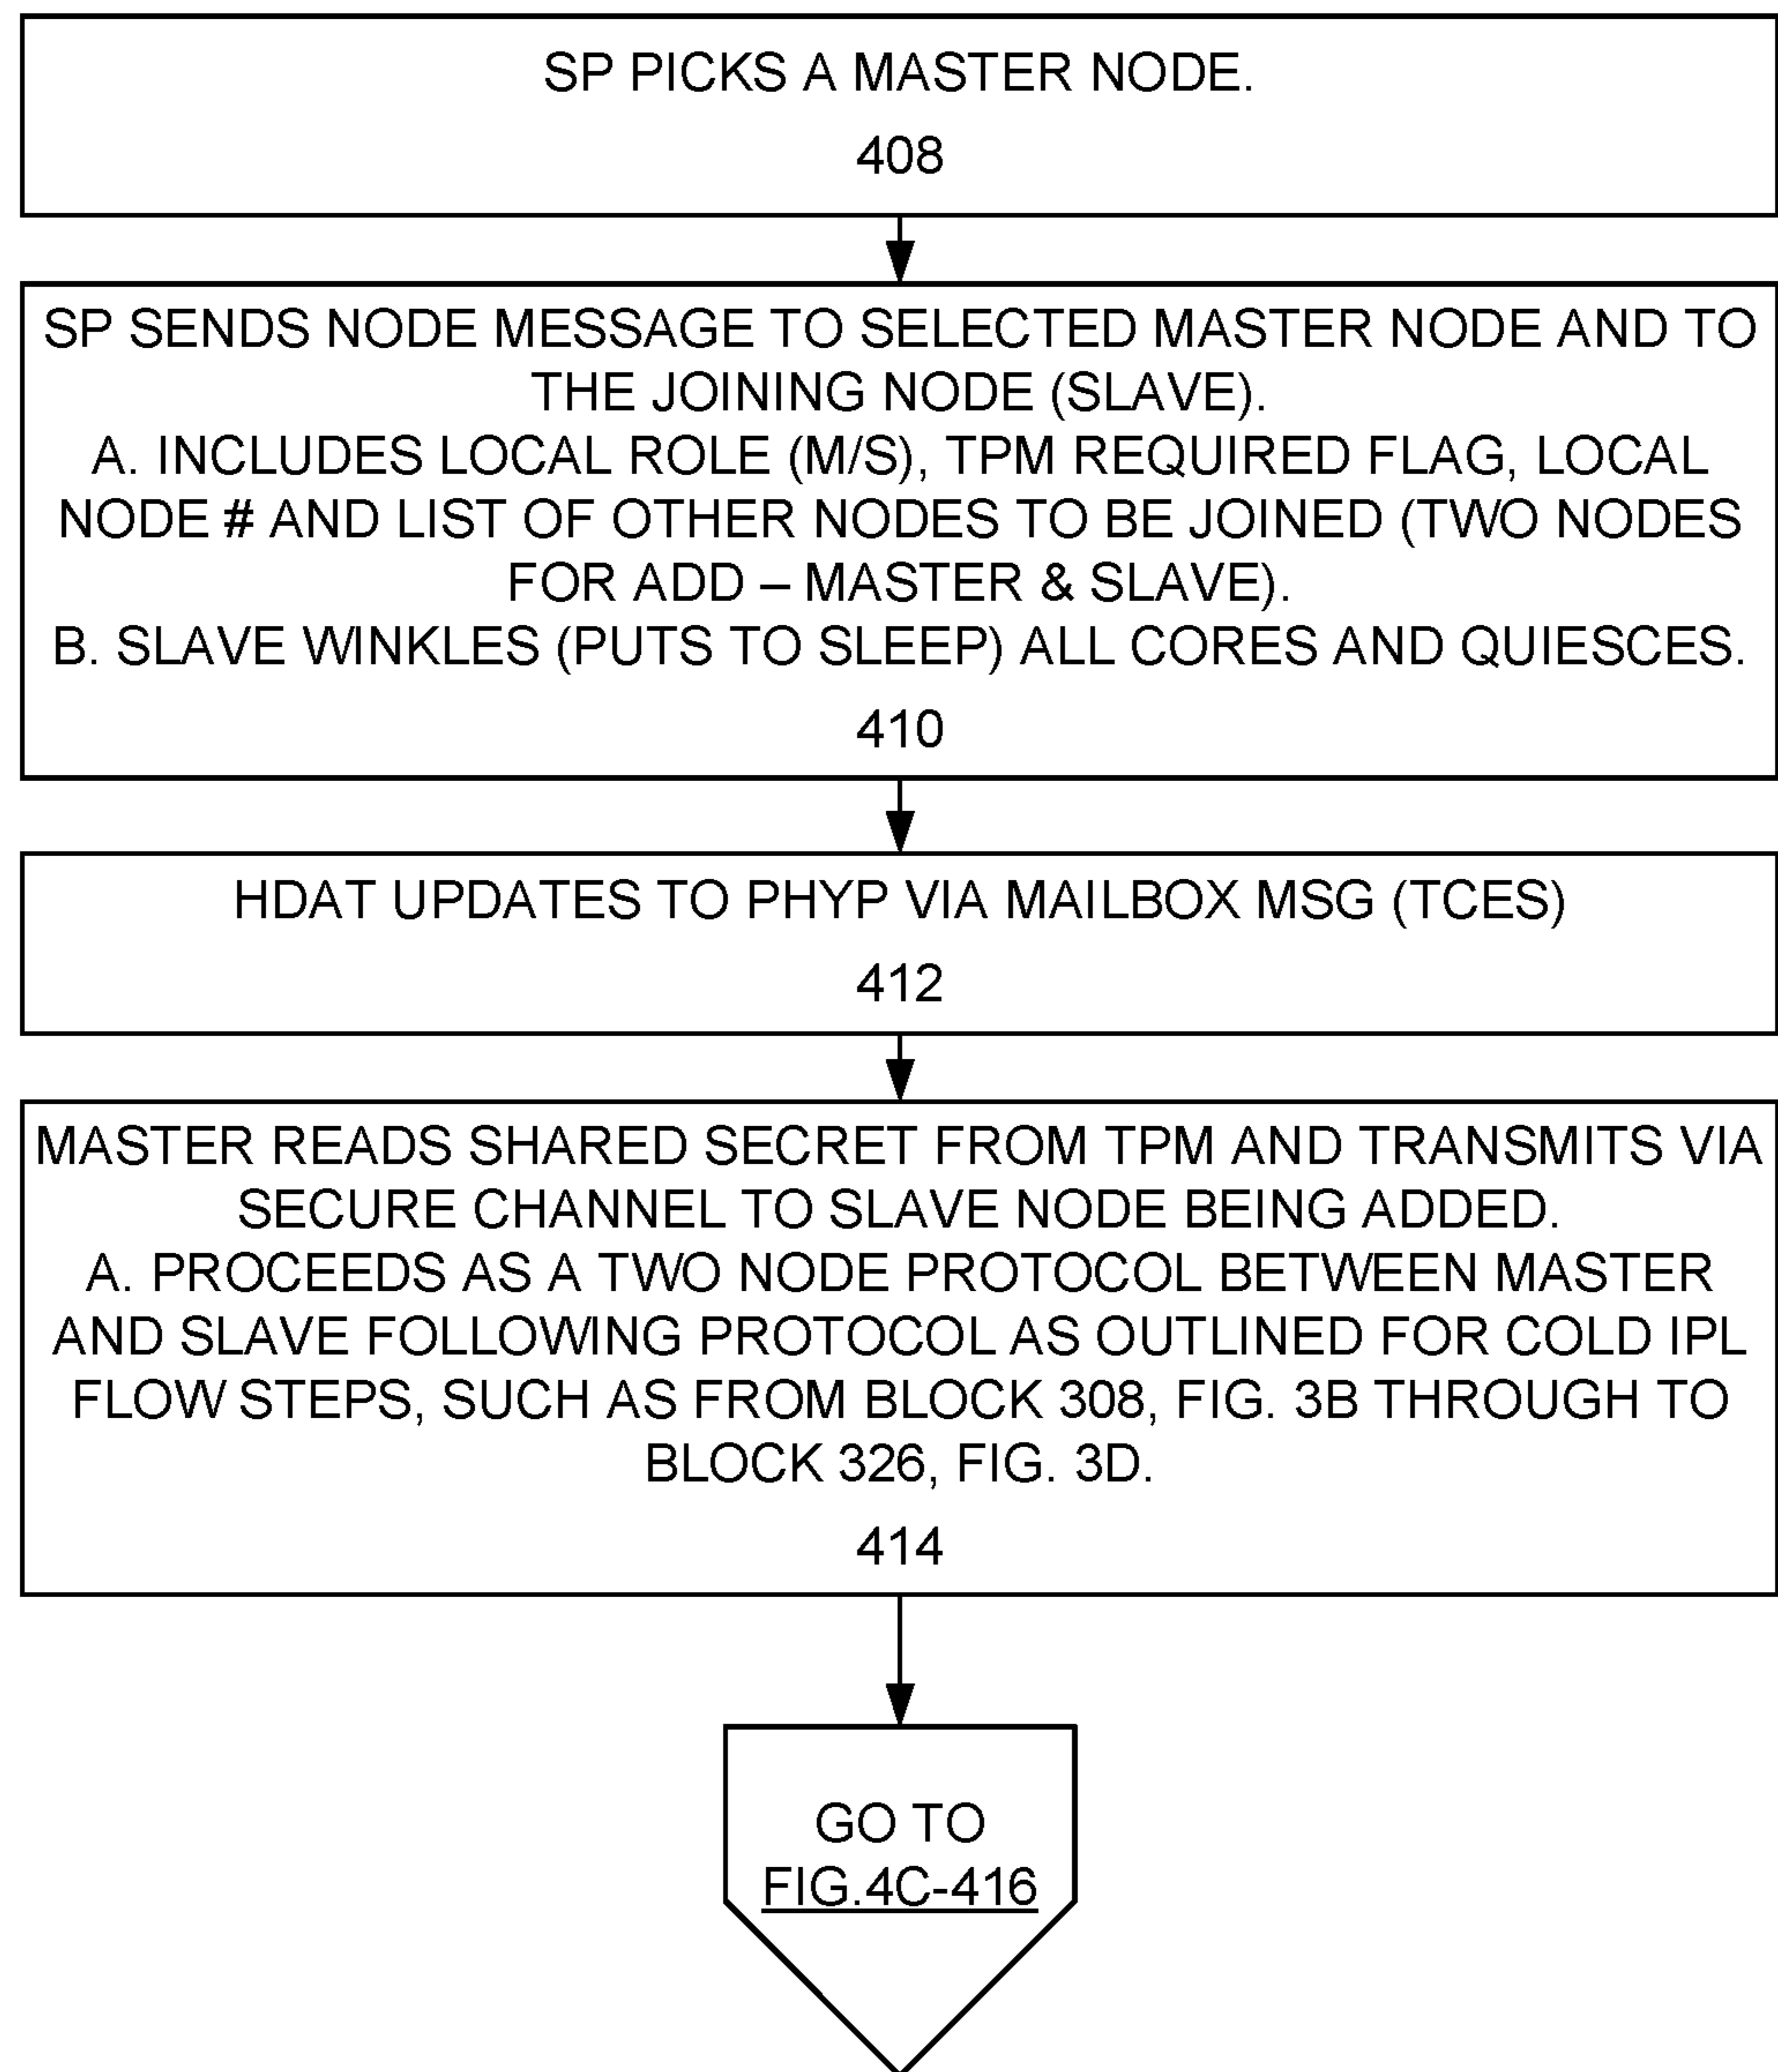 SP PICKS A MASTER NODE.
408
SP SENDS NODE MESSAGE TO SELECTED MASTER NODE AND TO
THE JOINING NODE (SLAVE).
A. INCLUDES LOCAL ROLE (M/S), TPM REQUIRED FLAG, LOCAL
NODE # AND LIST OF OTHER NODES TO BE JOINED (TWO NODES
FOR ADD – MASTER & SLAVE).
B. SLAVE WINKLES (PUTS TO SLEEP) ALL CORES AND QUIESCES.
410
HDAT UPDATES TO PHYP VIA MAILBOX MSG (TCES)
412
MASTER READS SHARED SECRET FROM TPM AND TRANSMITS VIA
SECURE CHANNEL TO SLAVE NODE BEING ADDED.
A. PROCEEDS AS A TWO NODE PROTOCOL BETWEEN MASTER
AND SLAVE FOLLOWING PROTOCOL AS OUTLINED FOR COLD IPL
FLOW STEPS, SUCH AS FROM BLOCK 308, FIG. 3B THROUGH TO
BLOCK 326, FIG. 3D.
414
GO TO
FIG.4C-416